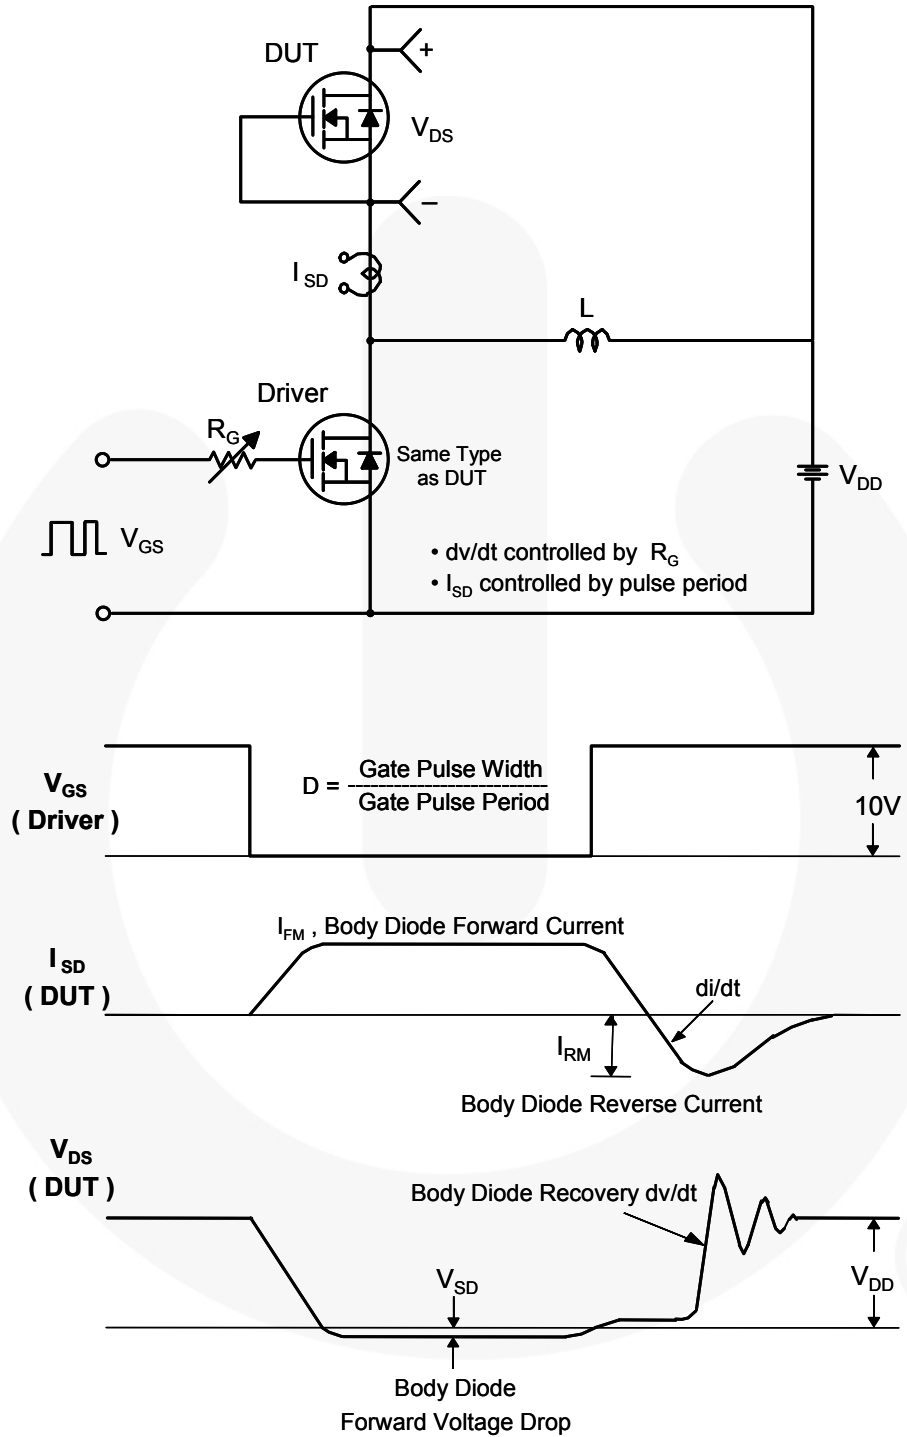 DUT
+
V_DS
–
I_SD
L
Driver
R_G
Same Type
as DUT
V_DD
V_GS
• dv/dt controlled by R_G
• I_SD controlled by pulse period
V_GS
( Driver )
D = Gate Pulse Width
Gate Pulse Period
10V
I_FM , Body Diode Forward Current
I_SD
( DUT )
di/dt
I_RM
Body Diode Reverse Current
V_DS
( DUT )
Body Diode Recovery dv/dt
V_SD
V_DD
Body Diode
Forward Voltage Drop